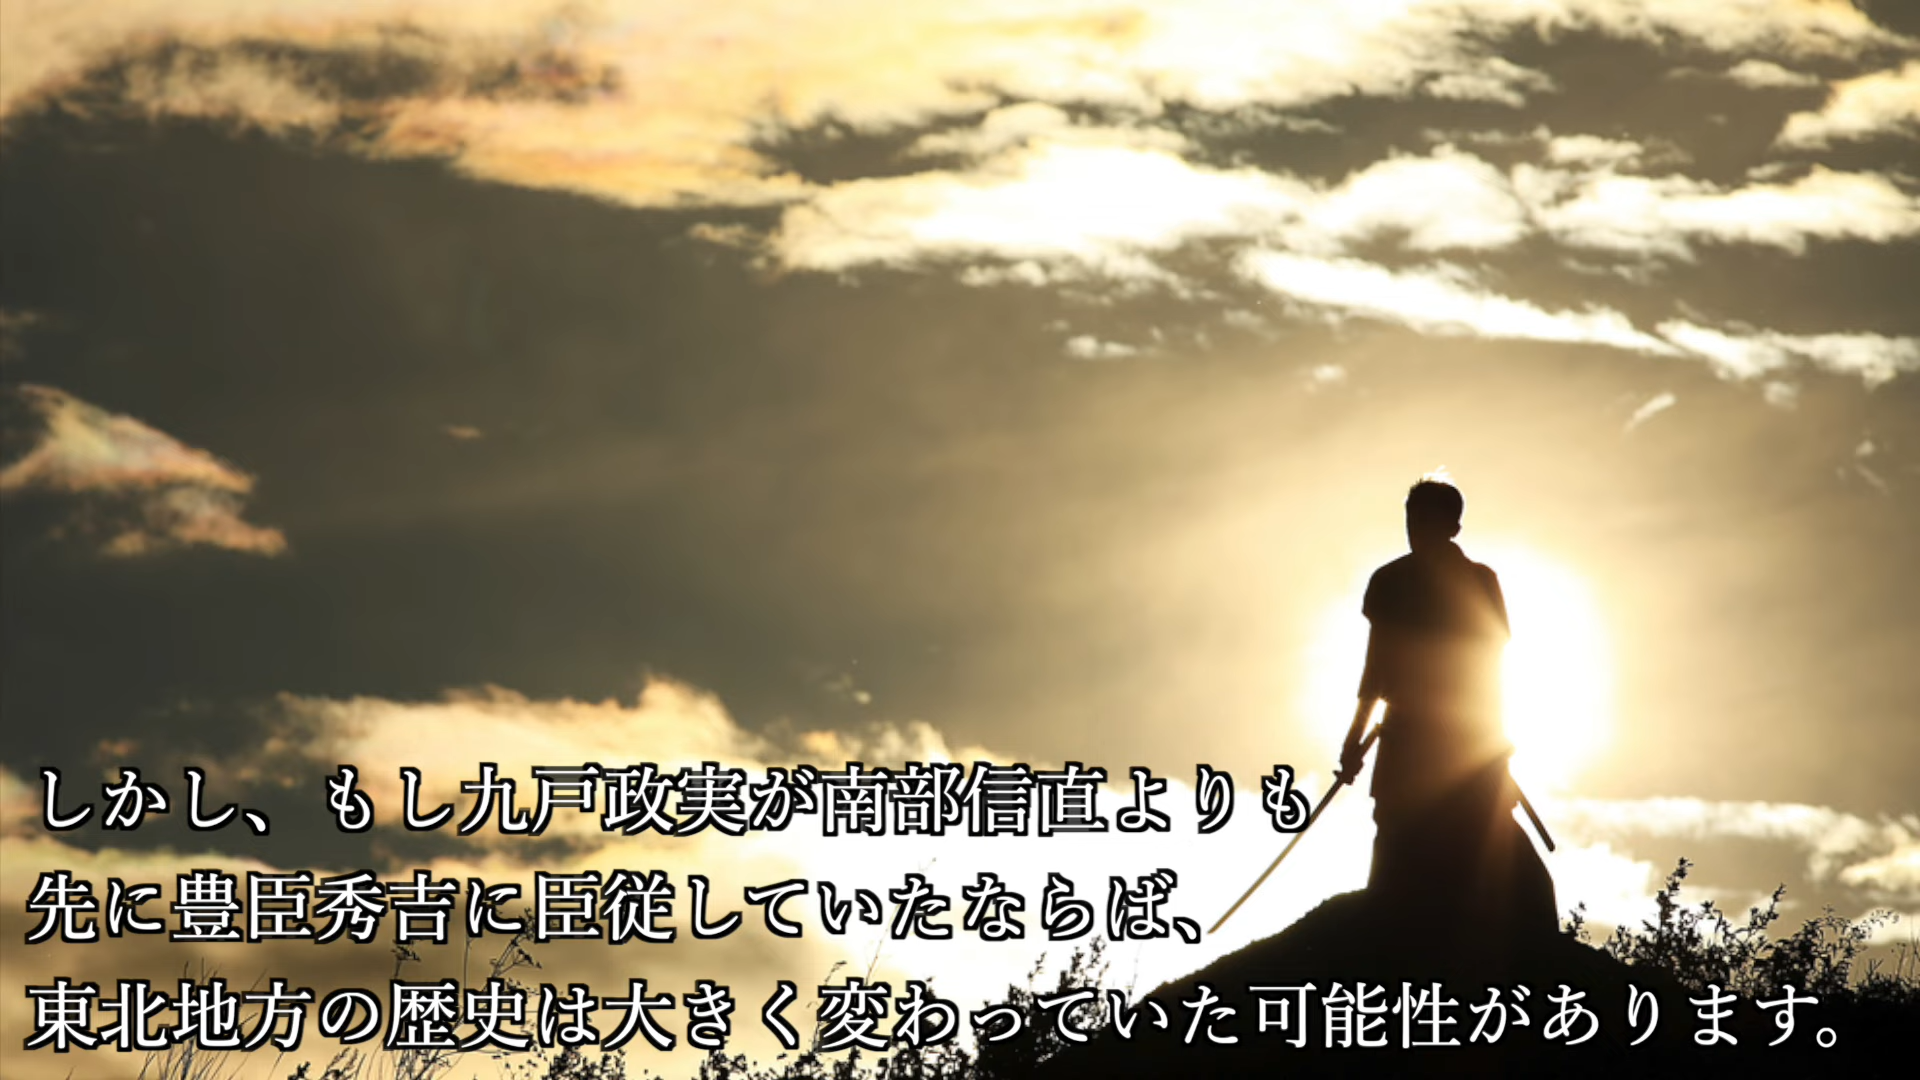 しかし、もし九戸政実が南部信直よりも
先に豊臣秀吉に臣従していたならば、
東北地方の歴史は大きく変わっていた可能性があります。